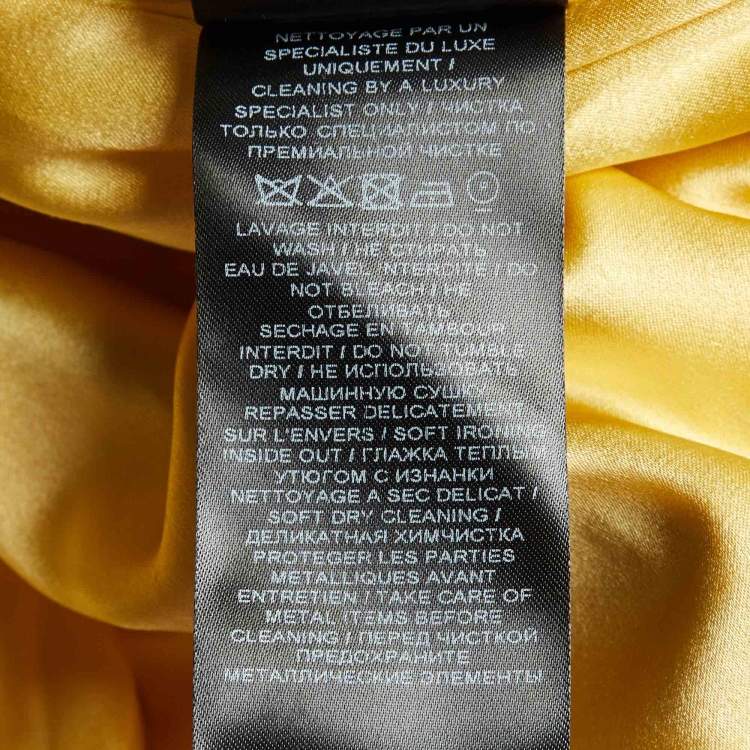 NETTOYAGE PAR UN
SPECIALISTE DU LUXE
UNIQUEMENT /
CLEANING BY A LUXURY
SPECIALIST ONLY / ЧИСТКА
ТОЛЬКО СПЕЦИАЛИСТОМ ПО
ПРЕМИАЛЬНОЙ ЧИСТКЕ
LAVAGE INTERDIT / DO NOT
WASH / НЕ СТИРАТЬ
EAU DE JAVEL INTERDITE / DO
NOT BLEACH / НЕ
ОТБЕЛИВАТЬ
SECHAGE EN TAMBOUR
INTERDIT / DO NOT TUMBLE
DRY / НЕ ИСПОЛЬЗОВАТЬ
МАШИННУЮ СУШКУ
REPASSER DELICATEMENT
SUR L'ENVERS / SOFT IRONING
INSIDE OUT / ГЛАЖКА ТЕПЛЫМ
УТЮГОМ С ИЗНАНКИ
NETTOYAGE A SEC DELICAT /
SOFT DRY CLEANING /
ДЕЛИКАТНАЯ ХИМЧИСТКА
PROTEGER LES PARTIES
METALLIQUES AVANT
ENTRETIEN / TAKE CARE OF
METAL ITEMS BEFORE
CLEANING / ПЕРЕД ЧИСТКОЙ
ПРЕДОХРАНИТЕ
МЕТАЛЛИЧЕСКИЕ ЭЛЕМЕНТЫ